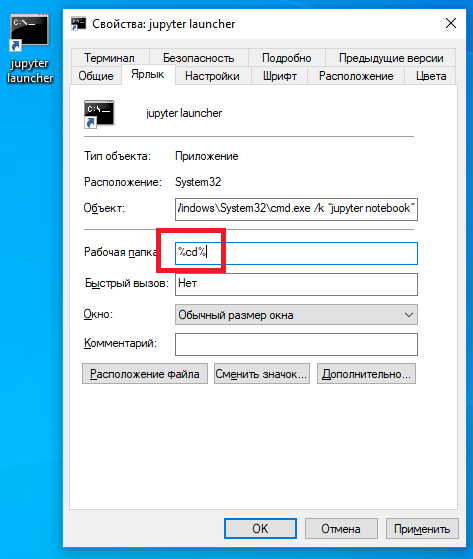 jupyter
launcher
Свойства: jupyter launcher
Терминал Безопасность Подробно Предыдущие версии
Общие Ярлык Настройки Шрифт Расположение Цвета
jupyter launcher
Тип объекта: Приложение
Расположение: System32
Объект: /indows\System32\cmd.exe /k "jupyter notebook"
Рабочая папка: %cd%
Быстрый вызов: Нет
Окно: Обычный размер окна
Комментарий:
Расположение файла Сменить значок... Дополнительно...
OK Отмена Применить